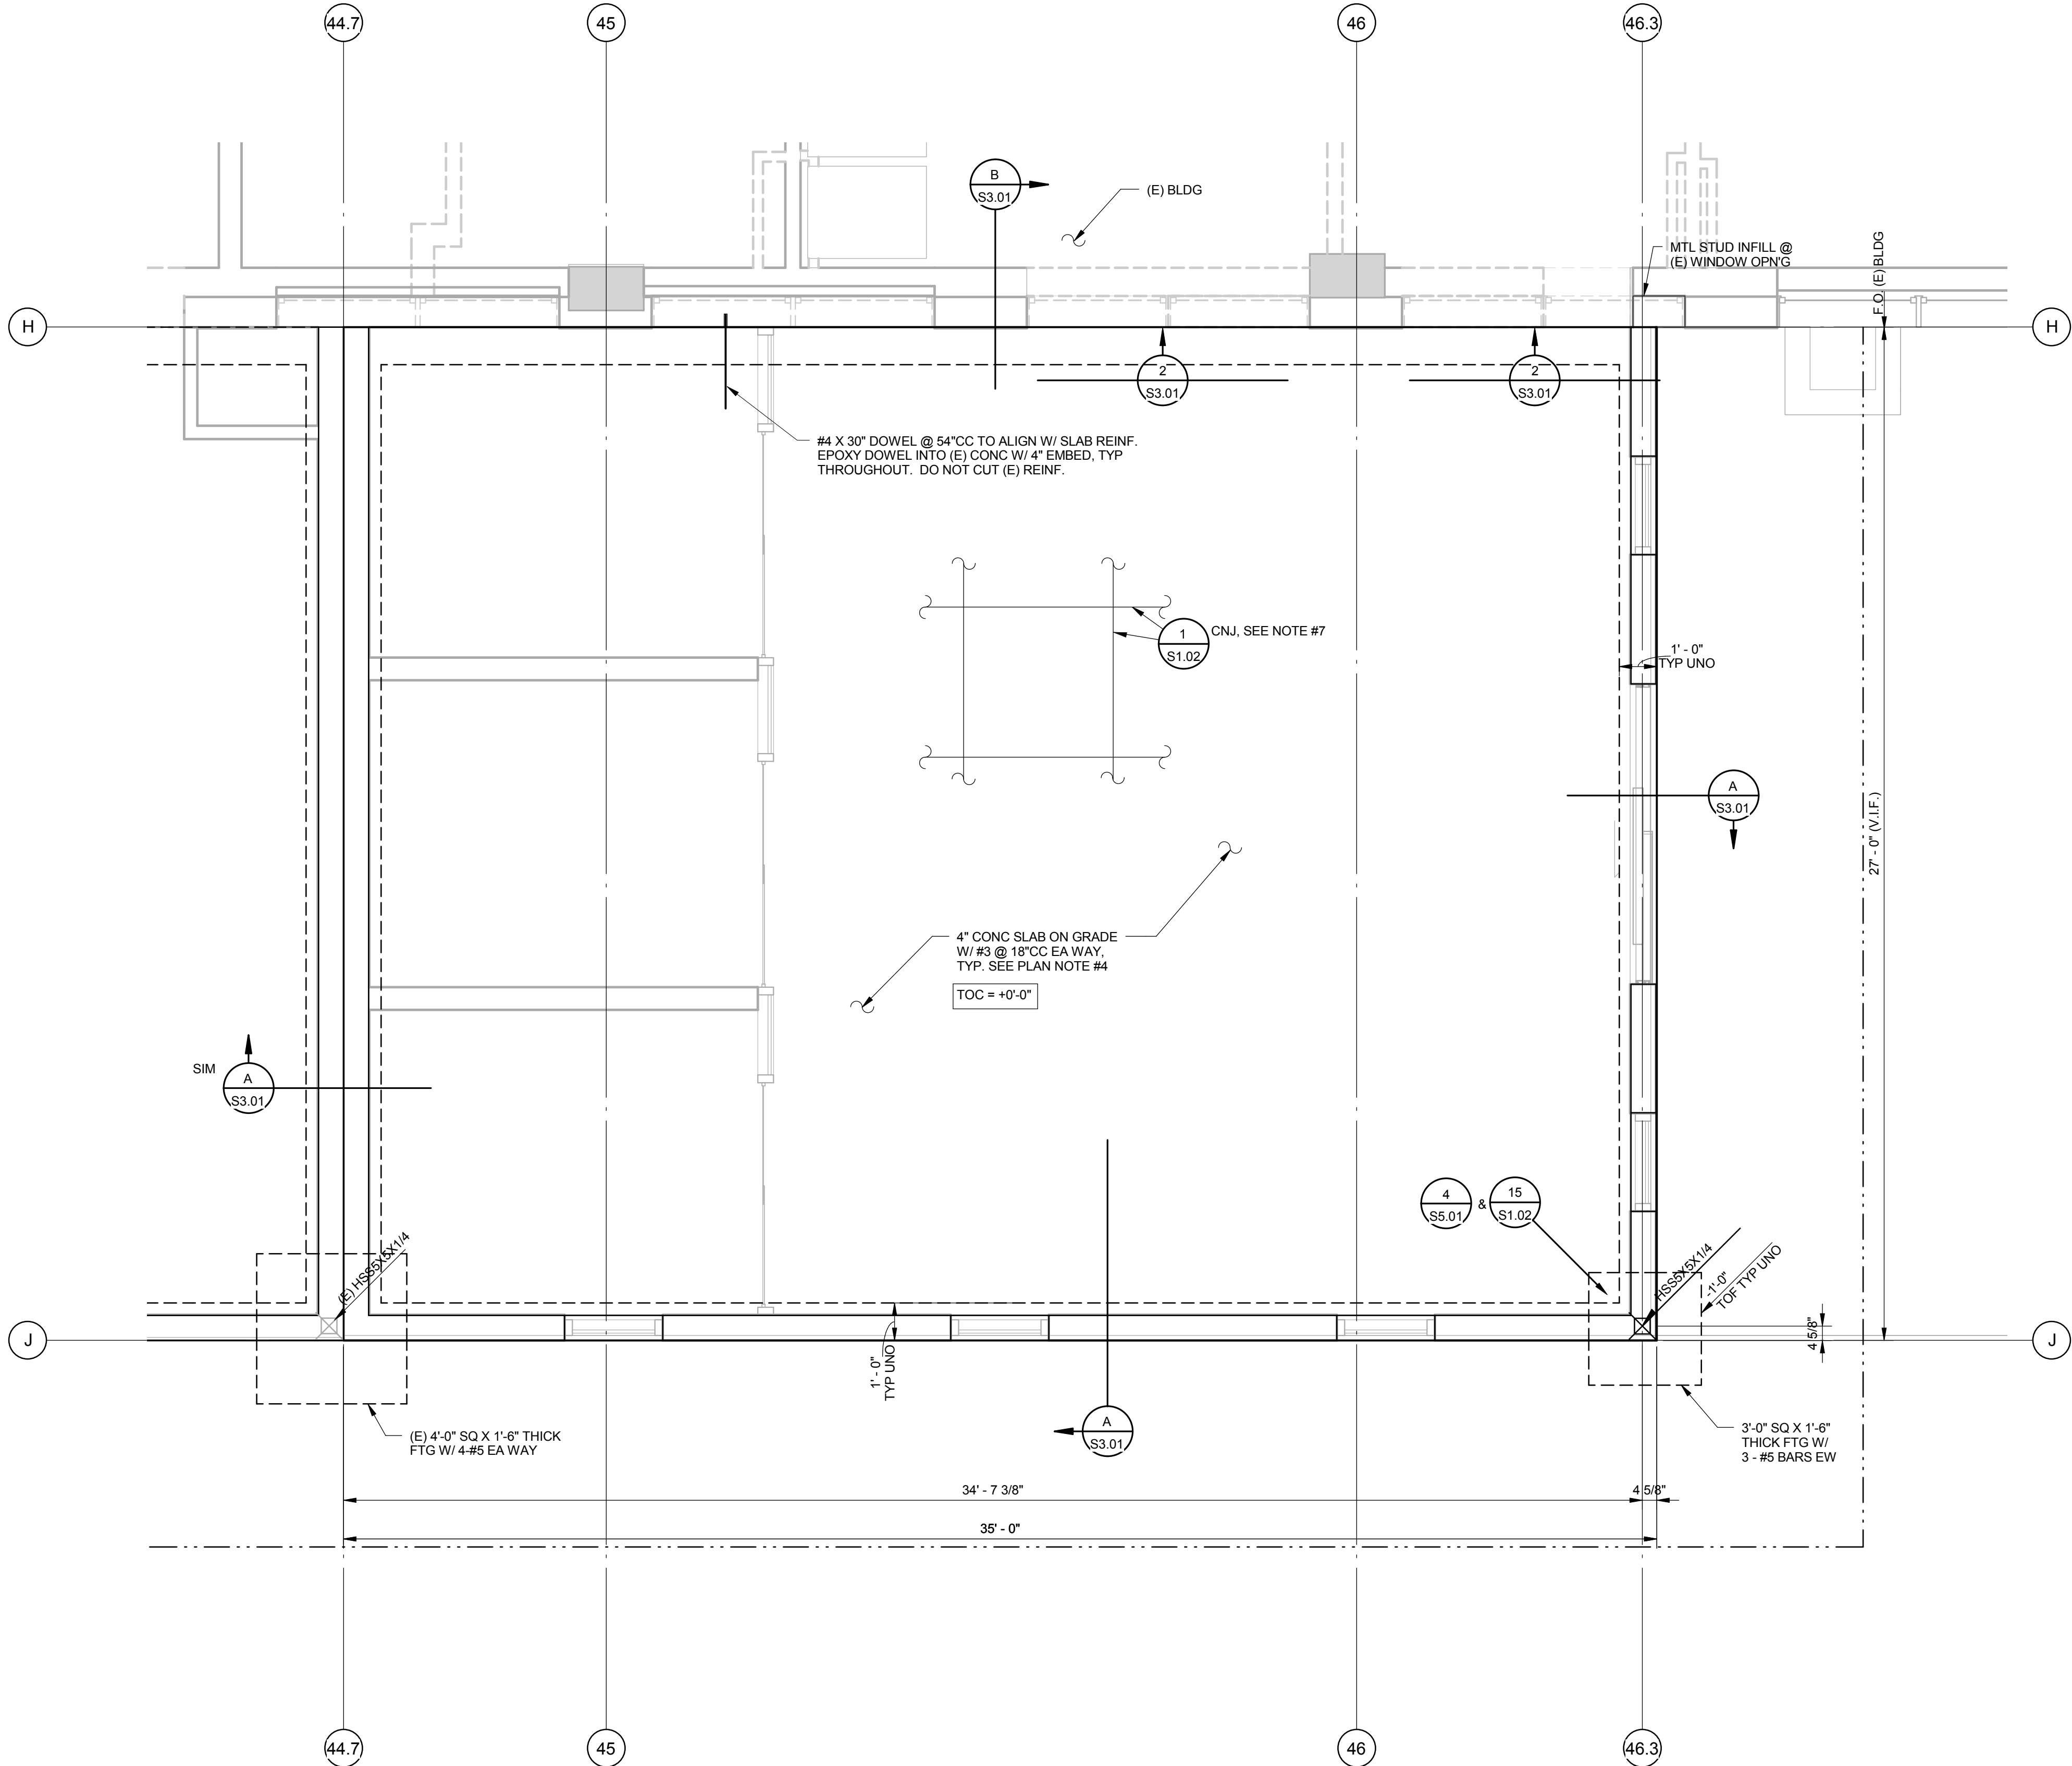 44.7
45
46
46.3
B
S3.01
(E) BLDG
MTL STUD INFILL @
(E) WINDOW OPN'G
F.O. (E) BLDG
H
H
2
S3.01
2
S3.01
#4 X 30" DOWEL @ 54"CC TO ALIGN W/ SLAB REINF.
EPOXY DOWEL INTO (E) CONC W/ 4" EMBED, TYP
THROUGHOUT. DO NOT CUT (E) REINF.
1
S1.02
CNJ, SEE NOTE #7
1' - 0"
TYP UNO
A
S3.01
27' - 0" (V.I.F.)
4" CONC SLAB ON GRADE
W/ #3 @ 18"CC EA WAY,
TYP. SEE PLAN NOTE #4
TOC = +0'-0"
SIM
A
S3.01
4
S5.01
&
15
S1.02
(E) HSS5X5X1/4
HSS5X5X1/4
-1'-0"
TOF TYP UNO
J
J
4 5/8"
1' - 0"
TYP UNO
A
S3.01
(E) 4'-0" SQ X 1'-6" THICK
FTG W/ 4-#5 EA WAY
3'-0" SQ X 1'-6"
THICK FTG W/
3 - #5 BARS EW
34' - 7 3/8"
4 5/8"
35' - 0"
44.7
45
46
46.3